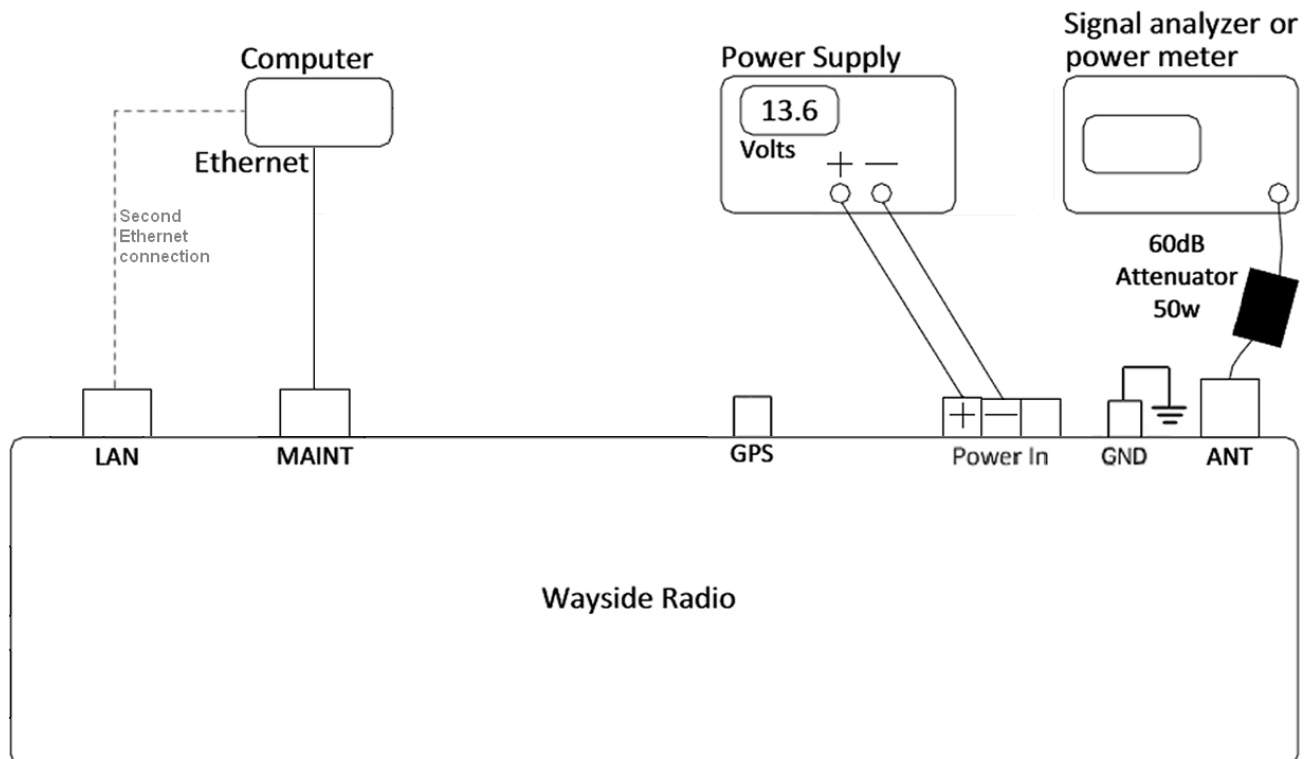 Computer
Ethernet
Second
Ethernet
connection
Power Supply
13.6
Volts
+ —
Signal analyzer or
power meter
60dB
Attenuator
50w
+ —
LAN
MAINT
GPS
Power In
GND
ANT
Wayside Radio